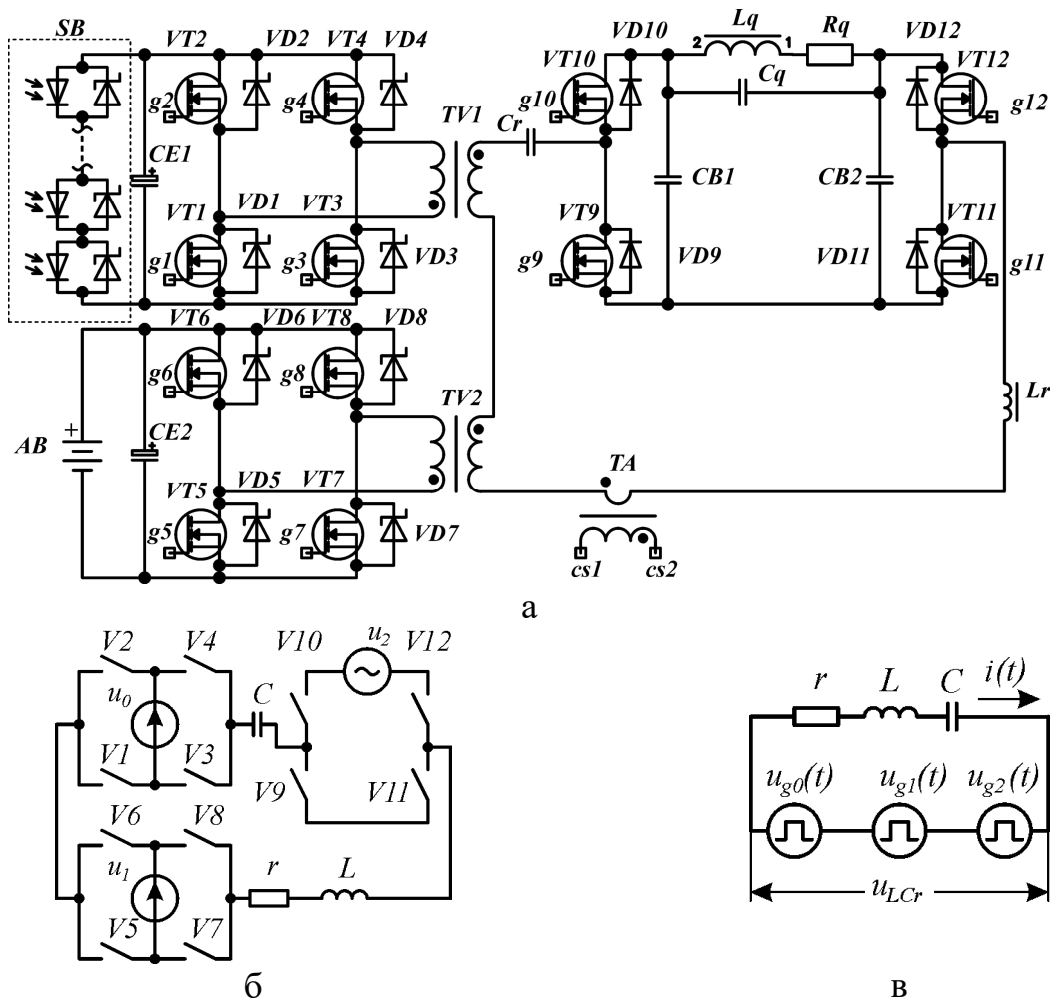 SB VT2 VD2 VT4 VD4 VD10 Lq Rq VD12
VT10 2 1 VT12
g2 g4 TV1 Cr g10 Cq g12
CE1 + CB1 CB2
VT1 VD1 VT3 VT9 VT11
g1 g3 VD3 g9 VD9 VD11 g11
VT6 VD6 VT8 VD8
g6 g8 TV2 Lr
AB + CE2 + TA
VT5 VD5 VT7
g5 g7 VD7 cs1 cs2
а
V2 V4 V10 u2 V12
u0 C r L C i(t)
V1 V3 V9 V11 ug0(t) ug1(t) ug2(t)
V6 V8
u1 r L uLCr
V5 V7
б в